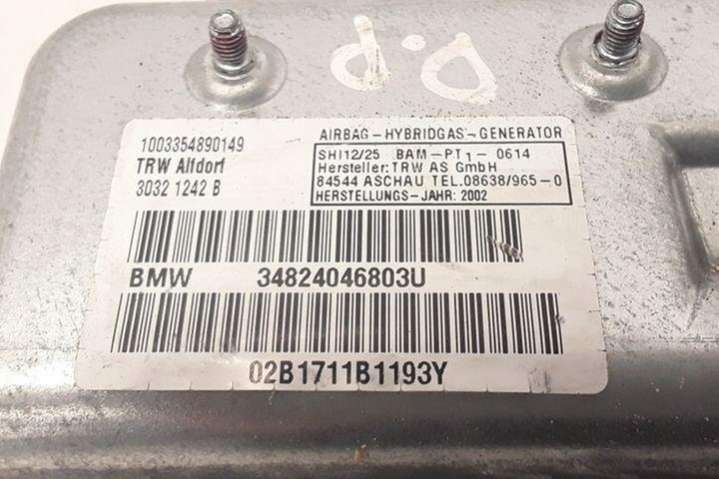 D.P
1003354890149
TRW Alfdorf
3032 1242 B
AIRBAG-HYBRIDGAS-GENERATOR
SHI12/25 BAM-PT1-0614
Hersteller:TRW AS GmbH
84544 ASCHAU TEL.08638/965-0
HERSTELLUNGS-JAHR: 2002
BMW 34824046803U
02B1711B1193Y